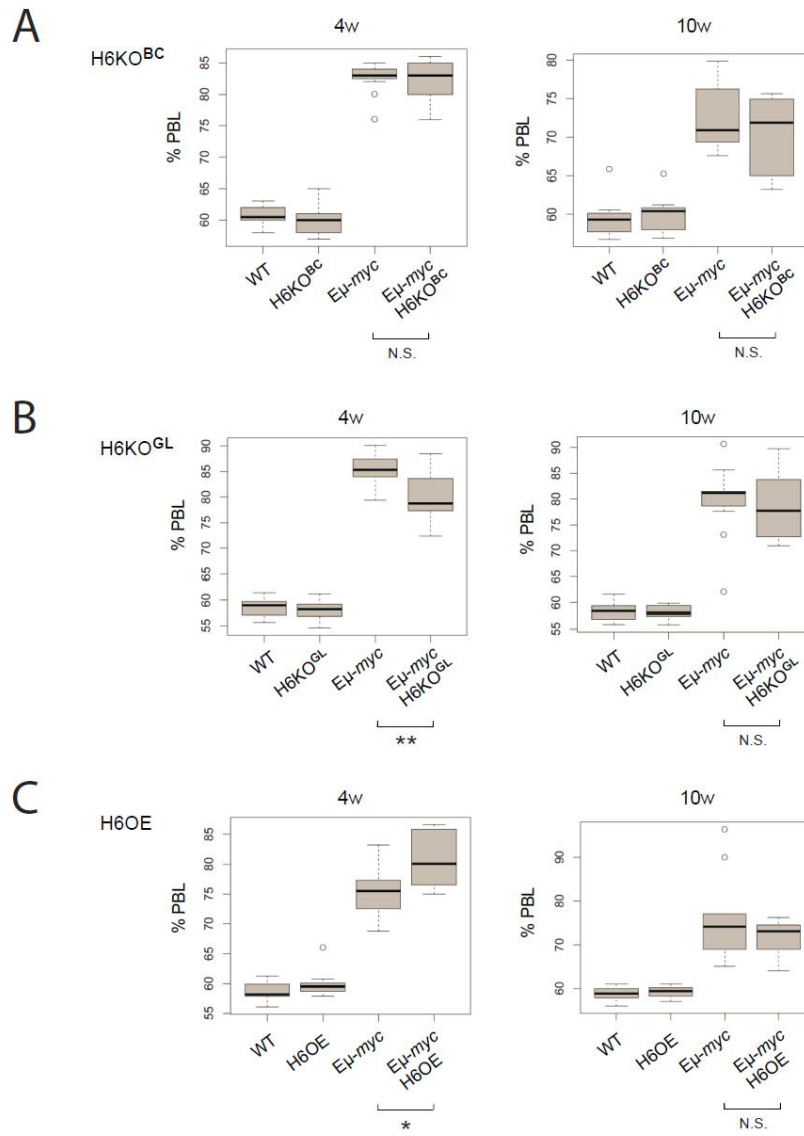 A
H6KO^BC
4w
10w
% PBL
85
80
75
70
65
60
WT
H6KO^BC
Eμ-myc
Eμ-myc
H6KO^BC
N.S.
% PBL
80
75
70
65
60
WT
H6KO^BC
Eμ-myc
Eμ-myc
H6KO^BC
N.S.
B
H6KO^GL
4w
10w
% PBL
90
85
80
75
70
65
60
55
WT
H6KO^GL
Eμ-myc
Eμ-myc
H6KO^GL
**
% PBL
90
85
80
75
70
65
60
55
WT
H6KO^GL
Eμ-myc
Eμ-myc
H6KO^GL
N.S.
C
H6OE
4w
10w
% PBL
85
80
75
70
65
60
55
WT
H6OE
Eμ-myc
Eμ-myc
H6OE
*
% PBL
90
80
70
60
WT
H6OE
Eμ-myc
Eμ-myc
H6OE
N.S.